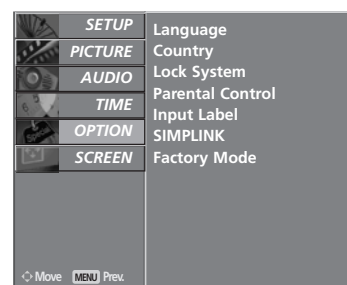 SETUP
PICTURE
AUDIO
TIME
OPTION
SCREEN
Language
Country
Lock System
Parental Control
Input Label
SIMPLINK
Factory Mode
Move MENU Prev.